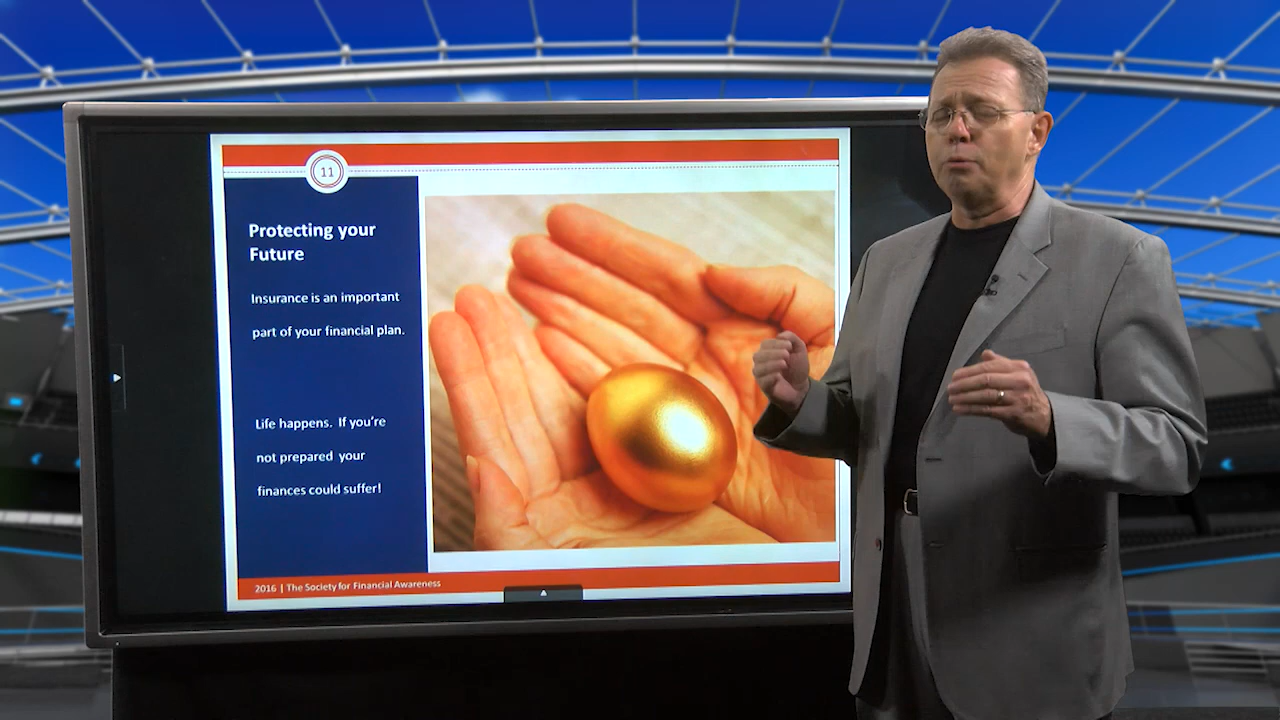 11
Protecting your
Future
Insurance is an important
part of your financial plan.
Life happens.  If you're
not prepared  your
finances could suffer!
2016 | The Society for Financial Awareness